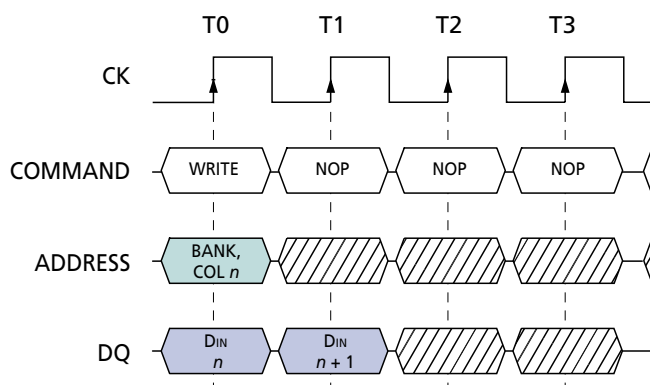 T0 T1 T2 T3
CK
COMMAND WRITE NOP NOP NOP
ADDRESS BANK,
COL n
DQ DIN DIN
n n + 1